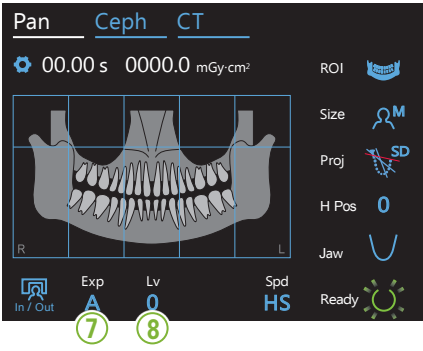 Pan Ceph CT
00.00 s 0000.0 mGy·cm²
ROI
Size M
Proj SD
H Pos 0
R L
Jaw
In / Out
Exp A
Lv 0
Spd HS
Ready
7 8